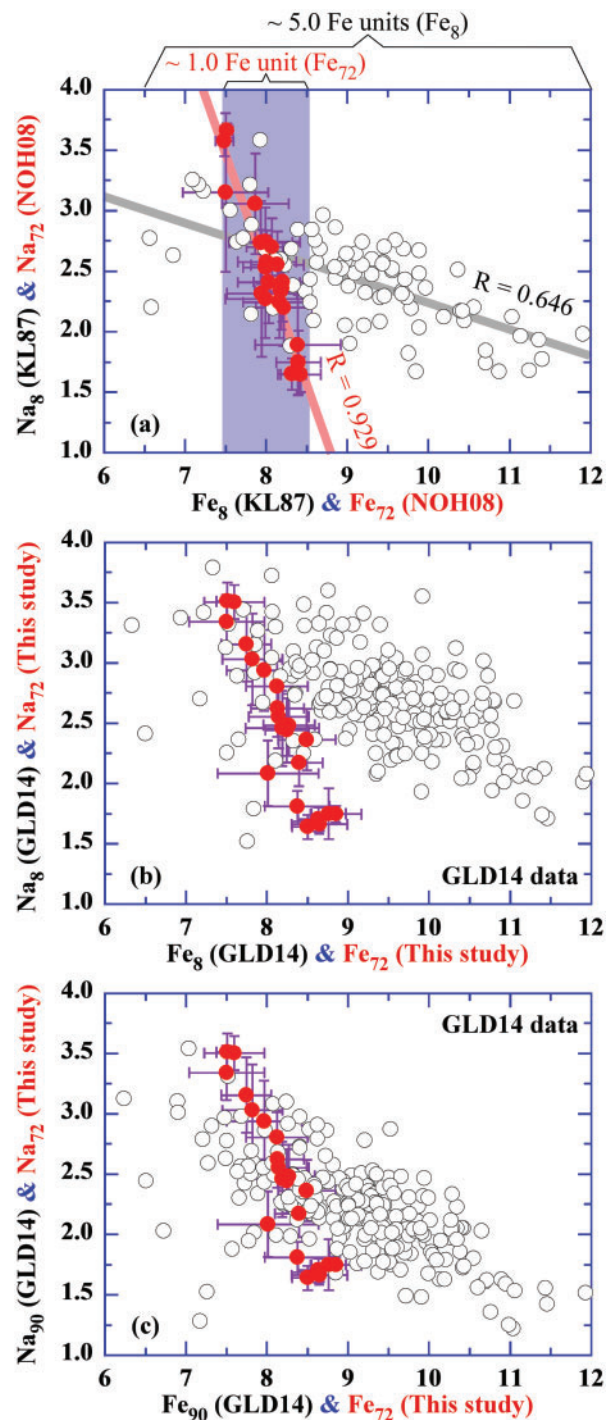 ~ 5.0 Fe units (Fe8)
~ 1.0 Fe unit (Fe72)
4.0
3.5
3.0
2.5
2.0
1.5
1.0
Na8 (KL87) & Na72 (NOH08)
R = 0.646
R = 0.929
(a)
6 7 8 9 10 11 12
Fe8 (KL87) & Fe72 (NOH08)
4.0
3.5
3.0
2.5
2.0
1.5
1.0
Na8 (GLD14) & Na72 (This study)
(b)
GLD14 data
6 7 8 9 10 11 12
Fe8 (GLD14) & Fe72 (This study)
4.0
3.5
3.0
2.5
2.0
1.5
1.0
Na90 (GLD14) & Na72 (This study)
GLD14 data
(c)
6 7 8 9 10 11 12
Fe90 (GLD14) & Fe72 (This study)